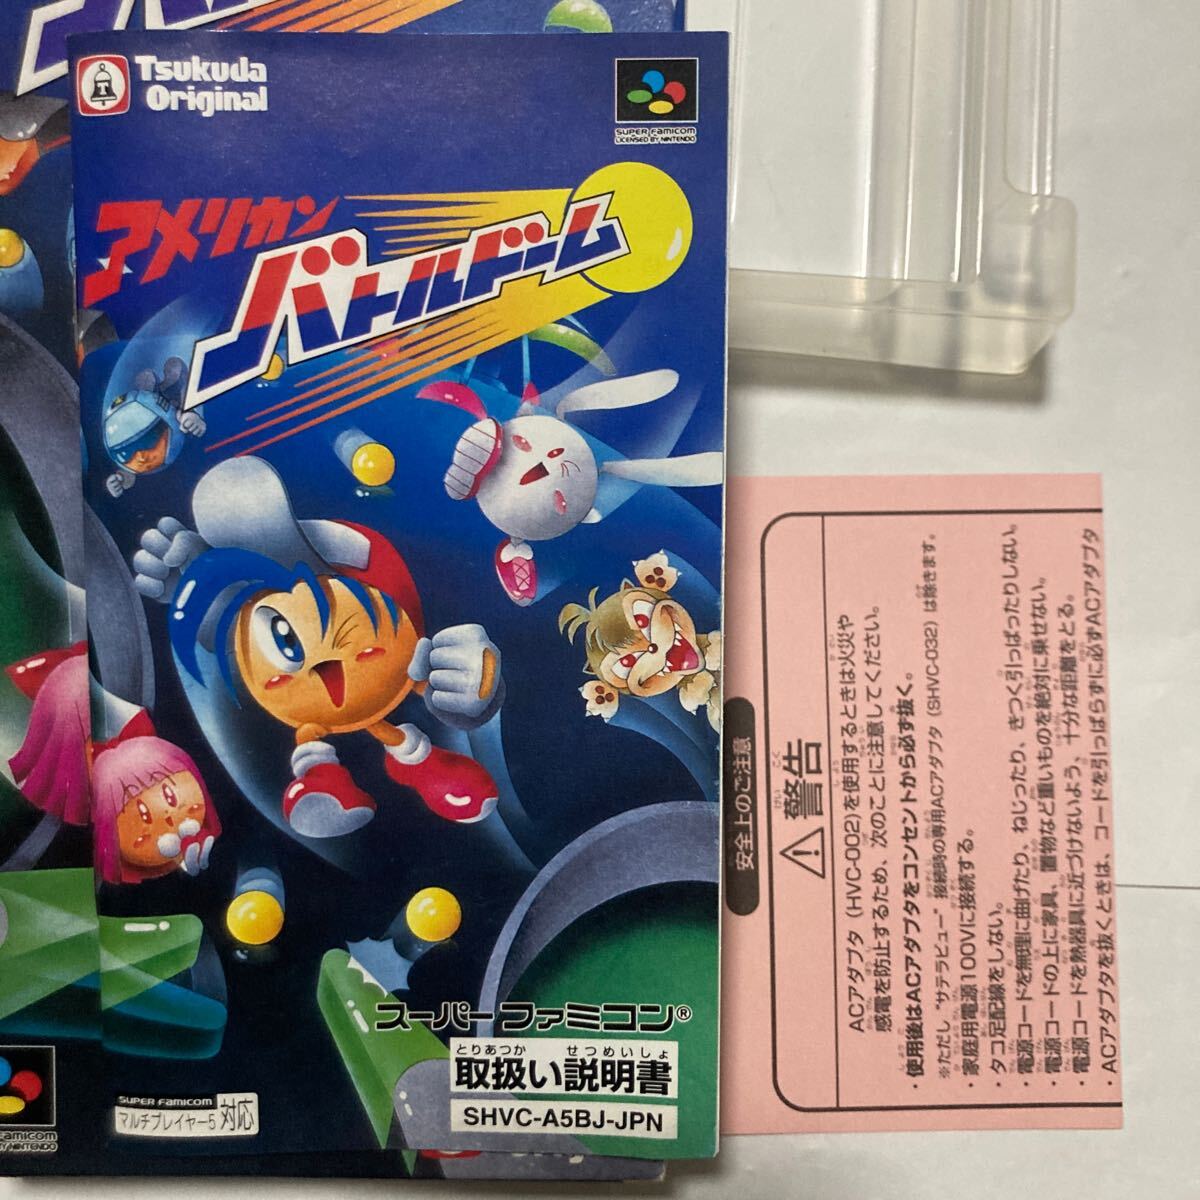 Tsukuda
Original
SUPER FAMICOM
LICENSED BY NINTENDO
アメリカン
バトルドーム
スーパーファミコン®
とりあつか せつめいしょ
取扱い説明書
SHVC-A5BJ-JPN
SUPER FAMICOM
マルチプレイヤー5対応
安全上のご注意
警告
ACアダプタ (HVC-002)を使用するときは火災や
感電を防止するため、次のことに注意してください。
・使用後はACアダプタをコンセントから必ず抜く。
※ただし“サテラビュー”接続時の専用ACアダプタ (SHVC-032) は除きます。
・家庭用電源100Vに接続する。
・タコ足配線をしない。
・電源コードを無理に曲げたり、ねじったり、きつく引っぱったりしない。
・電源コードの上に家具、置物など重いものを絶対に乗せない。
・電源コードを熱器具に近づけないよう、十分な距離をとる。
・ACアダプタを抜くときは、コードを引っぱらずに必ずACアダプタ
Famicom
BY NINTENDO